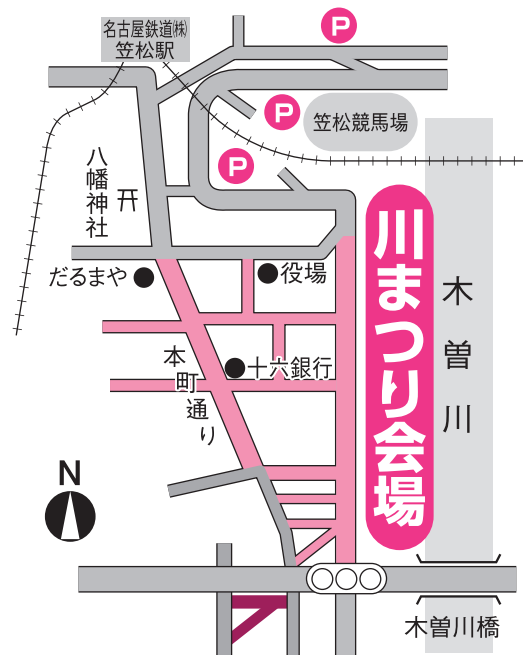 名古屋鉄道㈱
笠松駅
P
P
笠松競馬場
P
八幡神社
川まつり会場
だるまや
役場
木曽川
本町通り
十六銀行
N
木曽川橋